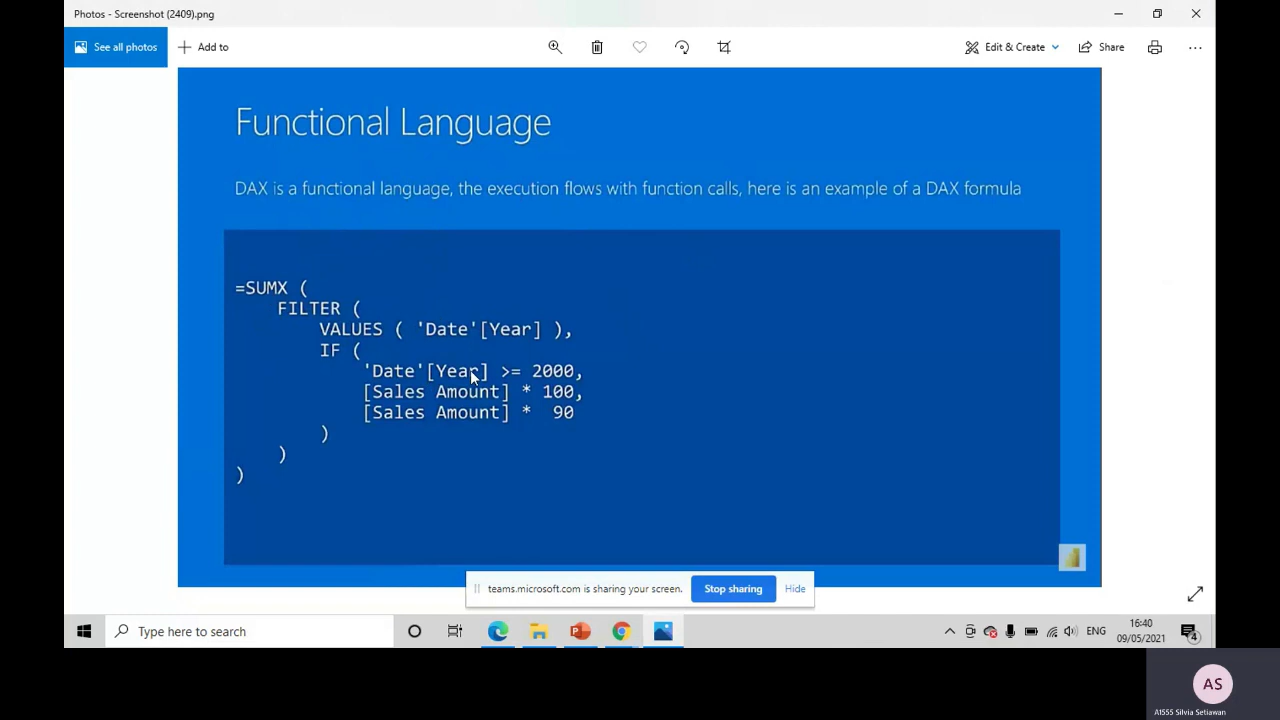 Photos - Screenshot (2409).png
See all photos
Add to
Edit & Create
Share
Functional Language
DAX is a functional language, the execution flows with function calls, here is an example of a DAX formula
=SUMX (
FILTER (
VALUES ( 'Date'[Year] ),
IF (
'Date'[Year] >= 2000,
[Sales Amount] * 100,
[Sales Amount] * 90
)
)
)
teams.microsoft.com is sharing your screen.
Stop sharing
Hide
Type here to search
ENG
16:40
09/05/2021
4
AS
A1555 Silvia Setiawan